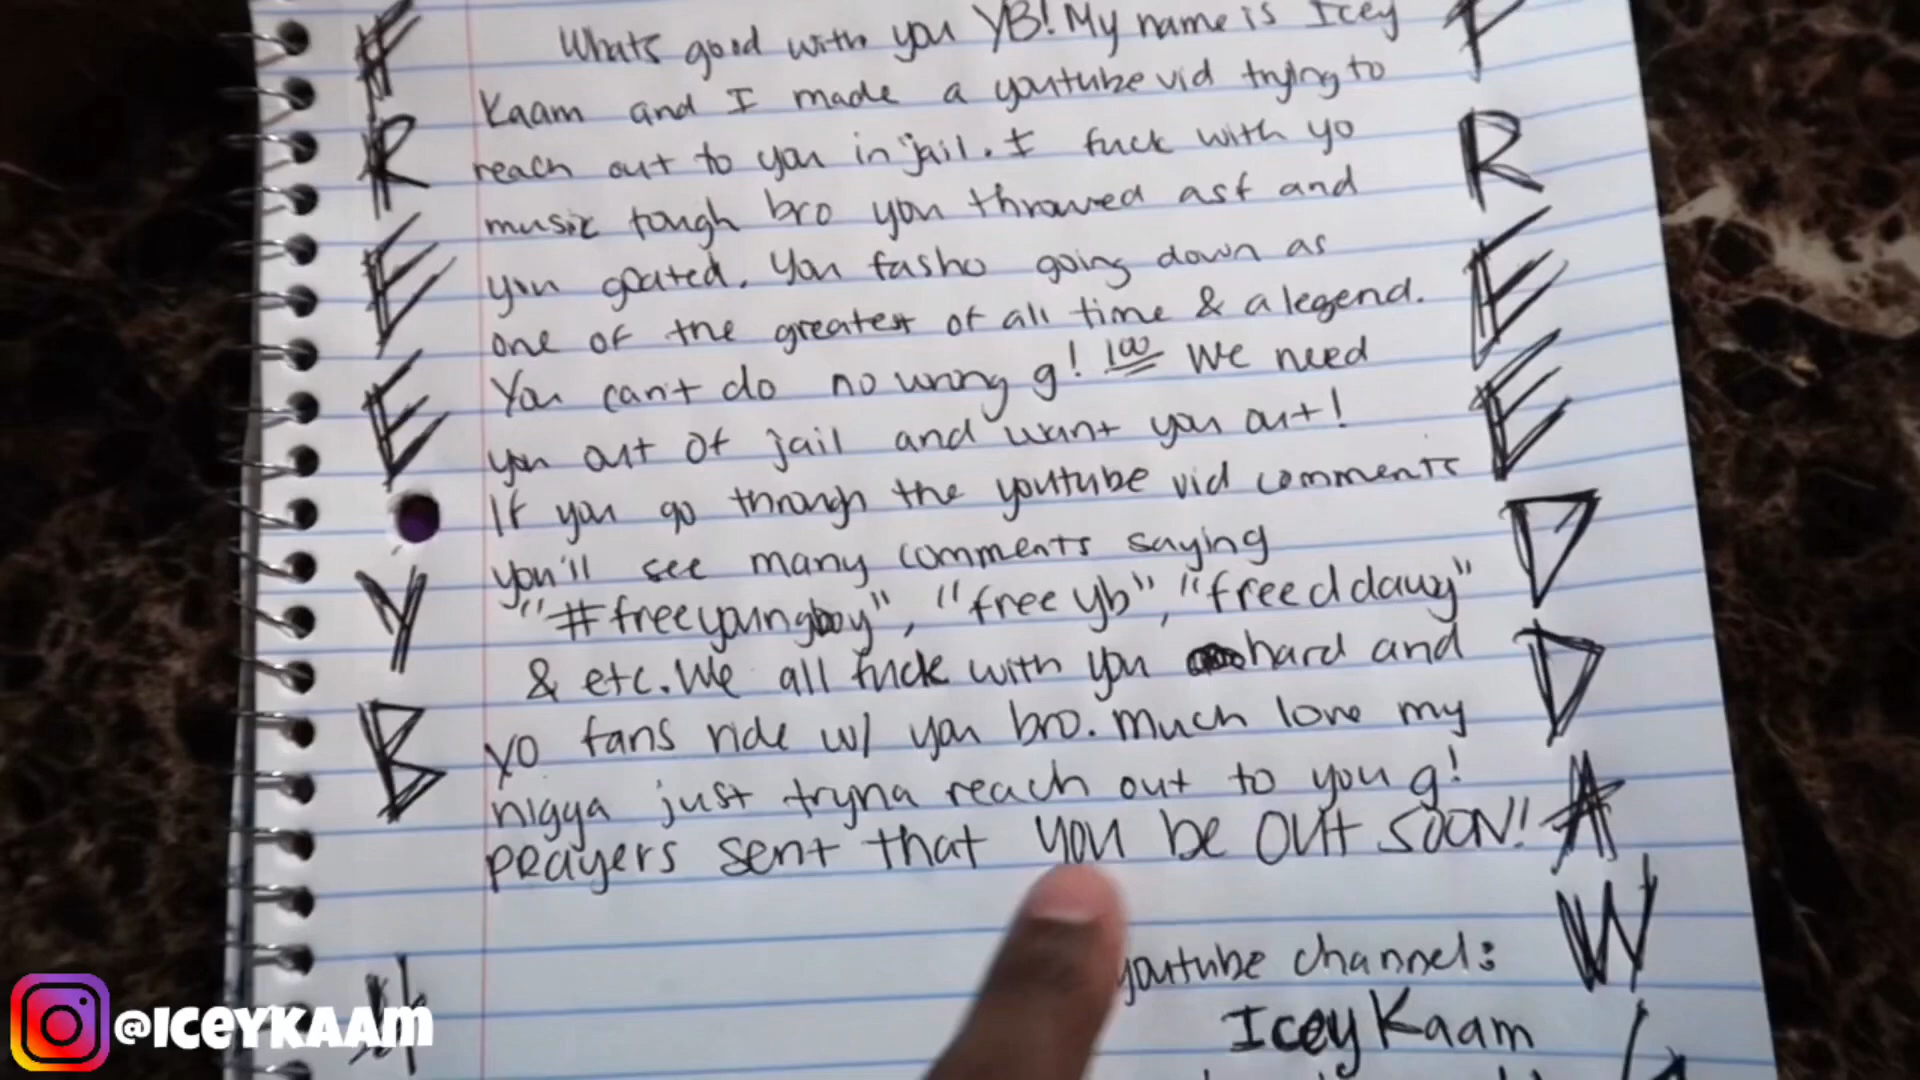 Whats good with you YB! My name is Icey
Kaam and I made a youtube vid trying to
reach out to you in jail. I fuck with yo
music tough bro you throwed asf and
you goated. You fasho going down as
one of the greatest of all time & a legend.
You can't do no wrong g! 100 We need
you out of jail and want you out!
If you go through the youtube vid comments
you'll see many comments saying
"#freeyoungboy", "free yb", "freeddawg"
& etc. We all fuck with you hard and
yo fans ride w/ you bro. Much love my
nigga just tryna reach out to you g!
PRayers sent that you be OUt SOON!
youtube channel:
Icey Kaam
F
R
E
E
Y
B
F
R
E
E
D
D
A
W
@ICEYKAAM